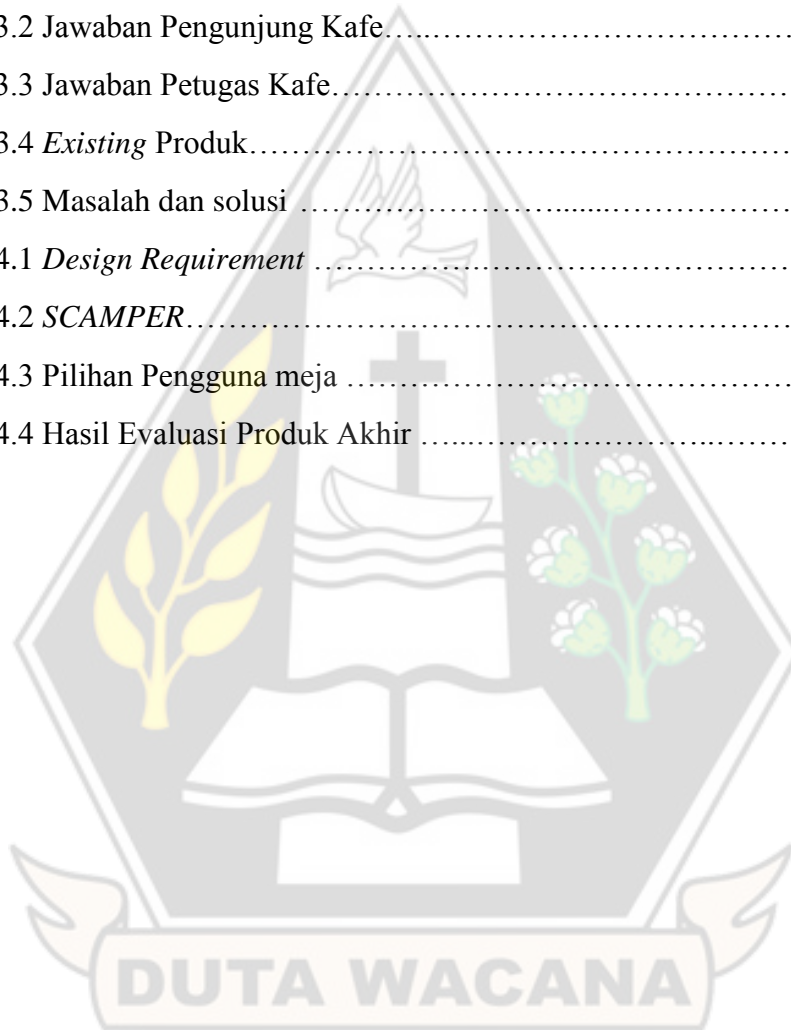 3.2 Jawaban Pengunjung Kafe…..……………………………………
3.3 Jawaban Petugas Kafe………………………………………………
3.4 Existing Produk………………………………………………………
3.5 Masalah dan solusi ……………………........…………………
4.1 Design Requirement ……………..…………………………………
4.2 SCAMPER………………………………………………………………
4.3 Pilihan Pengguna meja ……………………………………………
4.4 Hasil Evaluasi Produk Akhir …..……………………..………
DUTA WACANA